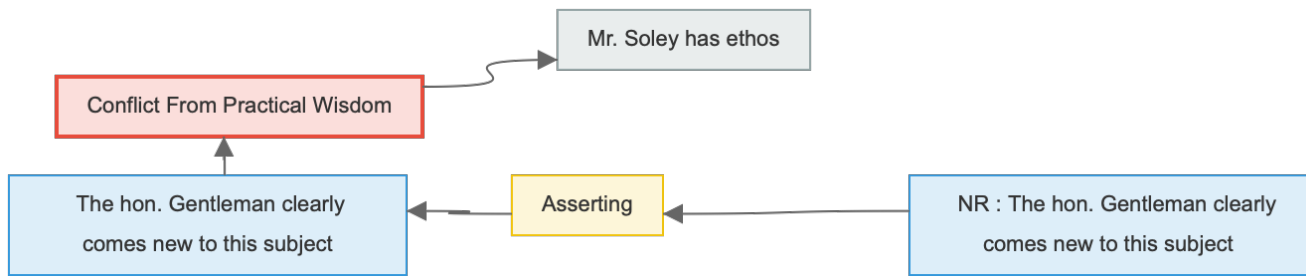 Mr. Soley has ethos
Conflict From Practical Wisdom
The hon. Gentleman clearly
comes new to this subject
Asserting
NR : The hon. Gentleman clearly
comes new to this subject